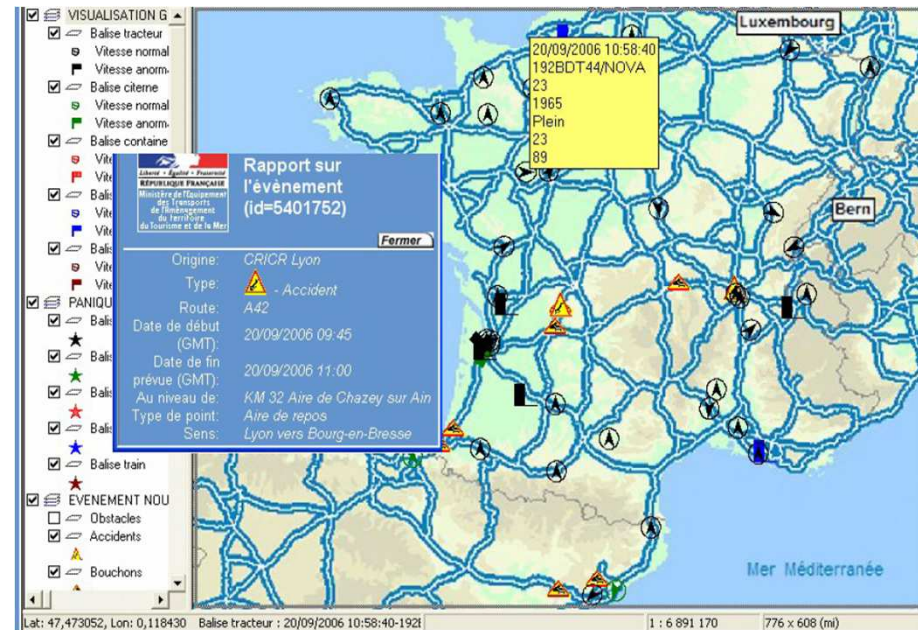 VISUALISATION G
Balise tracteur
Vitesse normal
Vitesse anorm
Balise citerne
Vitesse normal
Vitesse anorm
Balise containe
Vite
Vite
Balis
Vite
Vite
Balis
Vite
Vite
PANIQU
Balis
Balis
Balis
Balis
Balise train
EVENEMENT NOU
Obstacles
Accidents
Bouchons
Liberté • Égalité • Fraternité
RÉPUBLIQUE FRANÇAISE
Ministère de l'Equipement
des Transports
de l'Aménagement
du territoire
du Tourisme et de la Mer
Rapport sur
l'évènement
(id=5401752)
Fermer
Origine: CRICR Lyon
Type: - Accident
Route: A42
Date de début
(GMT): 20/09/2006 09:45
Date de fin
prévue (GMT): 20/09/2006 11:00
Au niveau de: KM 32 Aire de Chazey sur Ain
Type de point: Aire de repos
Sens: Lyon vers Bourg-en-Bresse
20/09/2006 10:58:40
192BDT44/NOVA
23
1965
Plein
23
89
Luxembourg
Bern
Mer Méditerranée
Lat: 47,473052, Lon: 0,118430 Balise tracteur : 20/09/2006 10:58:40-192 1 : 6 891 170 776 x 608 (mi)